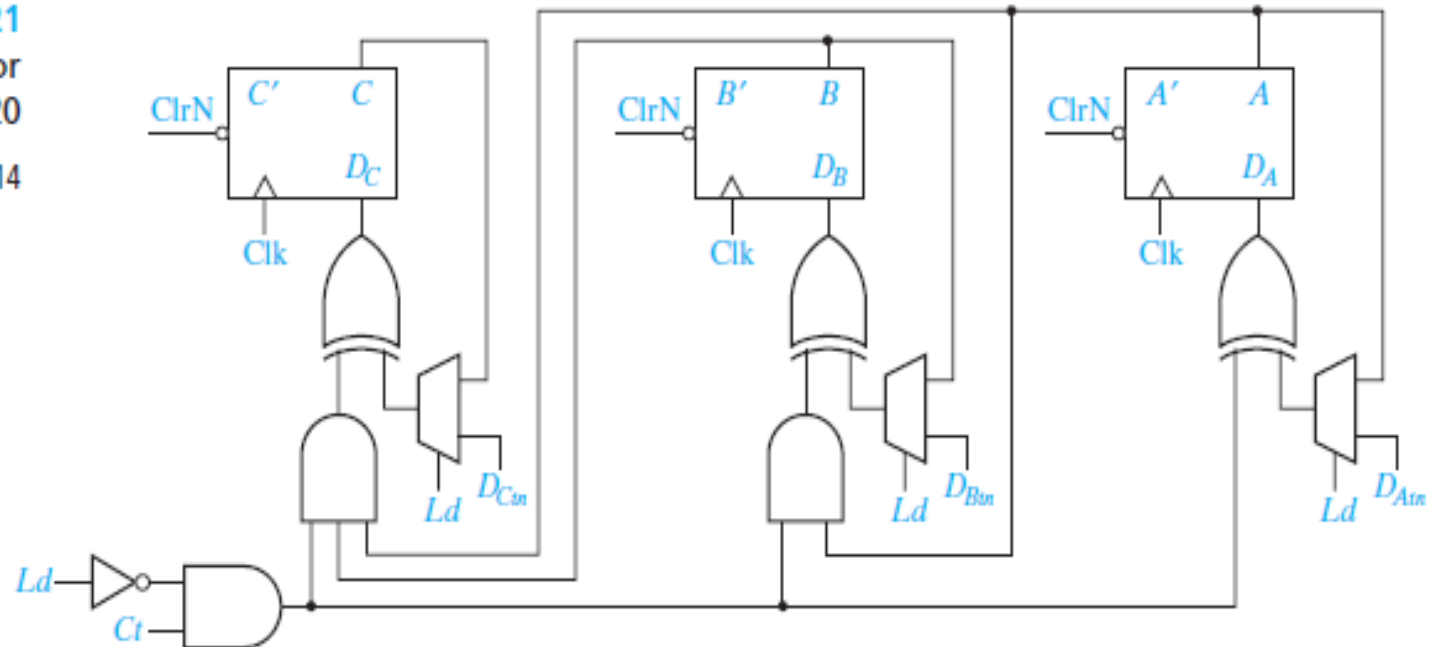 21
or
20
14
C′ C
ClrN
D_C
Clk
B′ B
ClrN
D_B
Clk
A′ A
ClrN
D_A
Clk
Ld
D_Cin
Ld
D_Bin
Ld
D_Ain
Ld
Ct